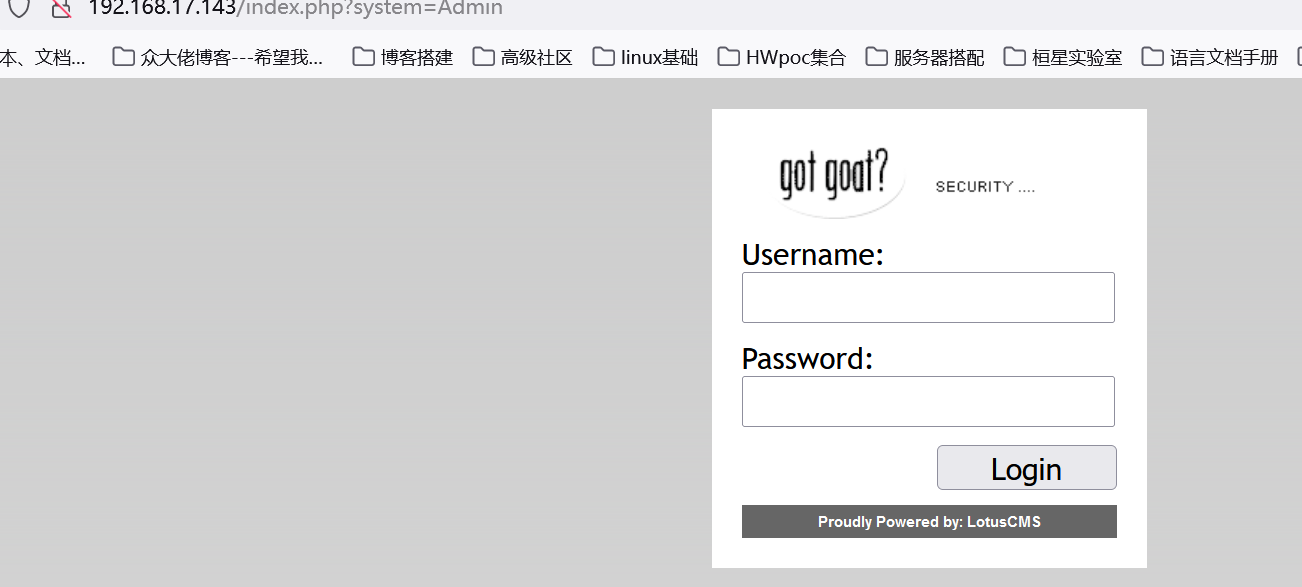 192.168.17.143/index.php?system=Admin
本、文档... 众大佬博客---希望我... 博客搭建 高级社区 linux基础 HWpoc集合 服务器搭配 桓星实验室 语言文档手册
got goat? SECURITY ....
Username:
Password:
Login
Proudly Powered by: LotusCMS